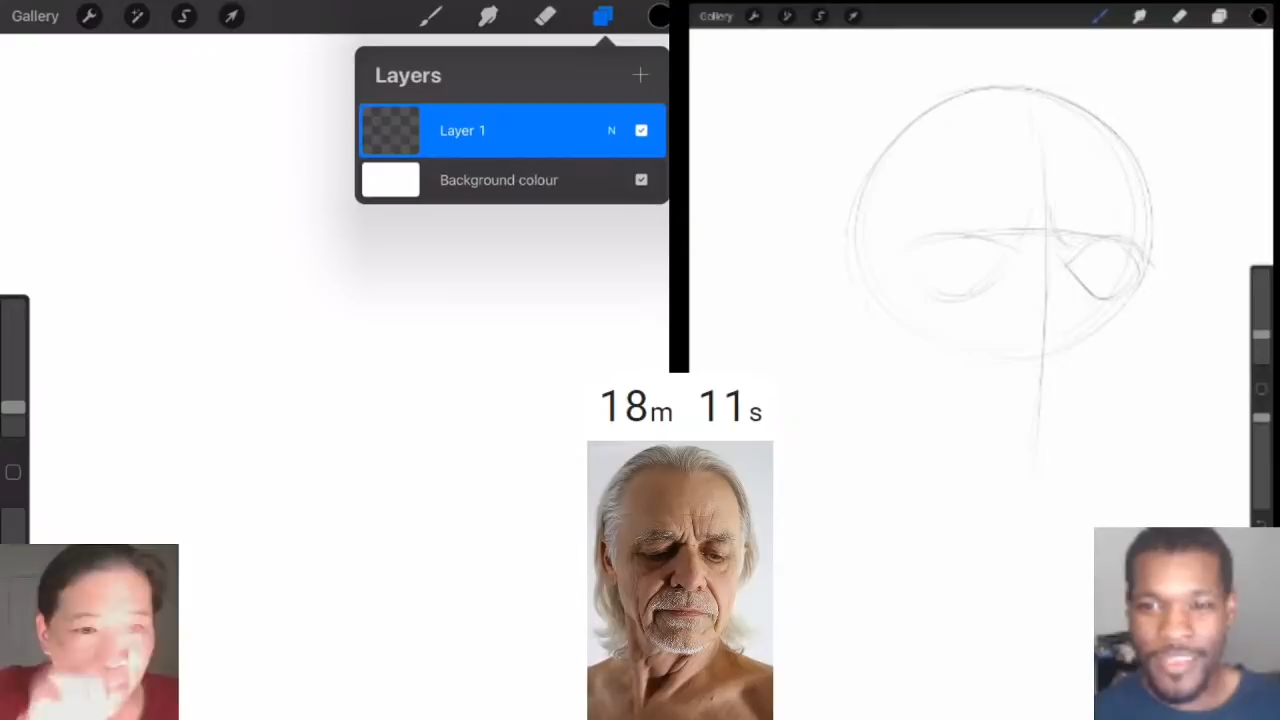 Gallery
Layers
Layer 1 N
Background colour
Gallery
18m 11s